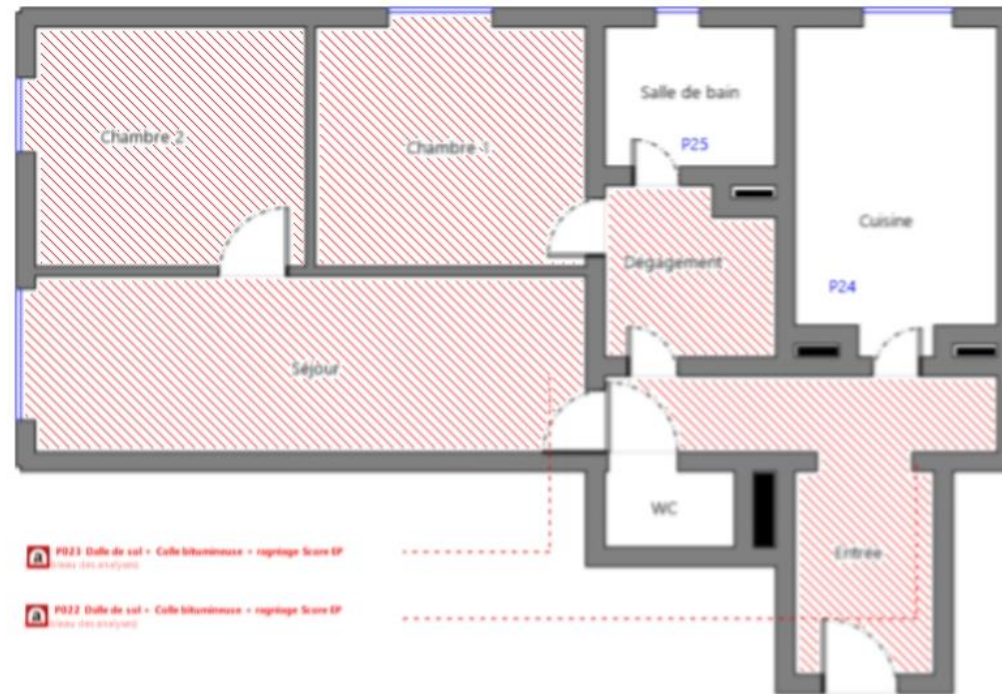 Salle de bain
Chambre 2
Chambre 1
P25
Cuisine
Dégagement
P24
Séjour
WC
a P023 Dalle de sol + Colle bitumineuse + ragréage Score EP
Entrée
a P022 Dalle de sol + Colle bitumineuse + ragréage Score EP